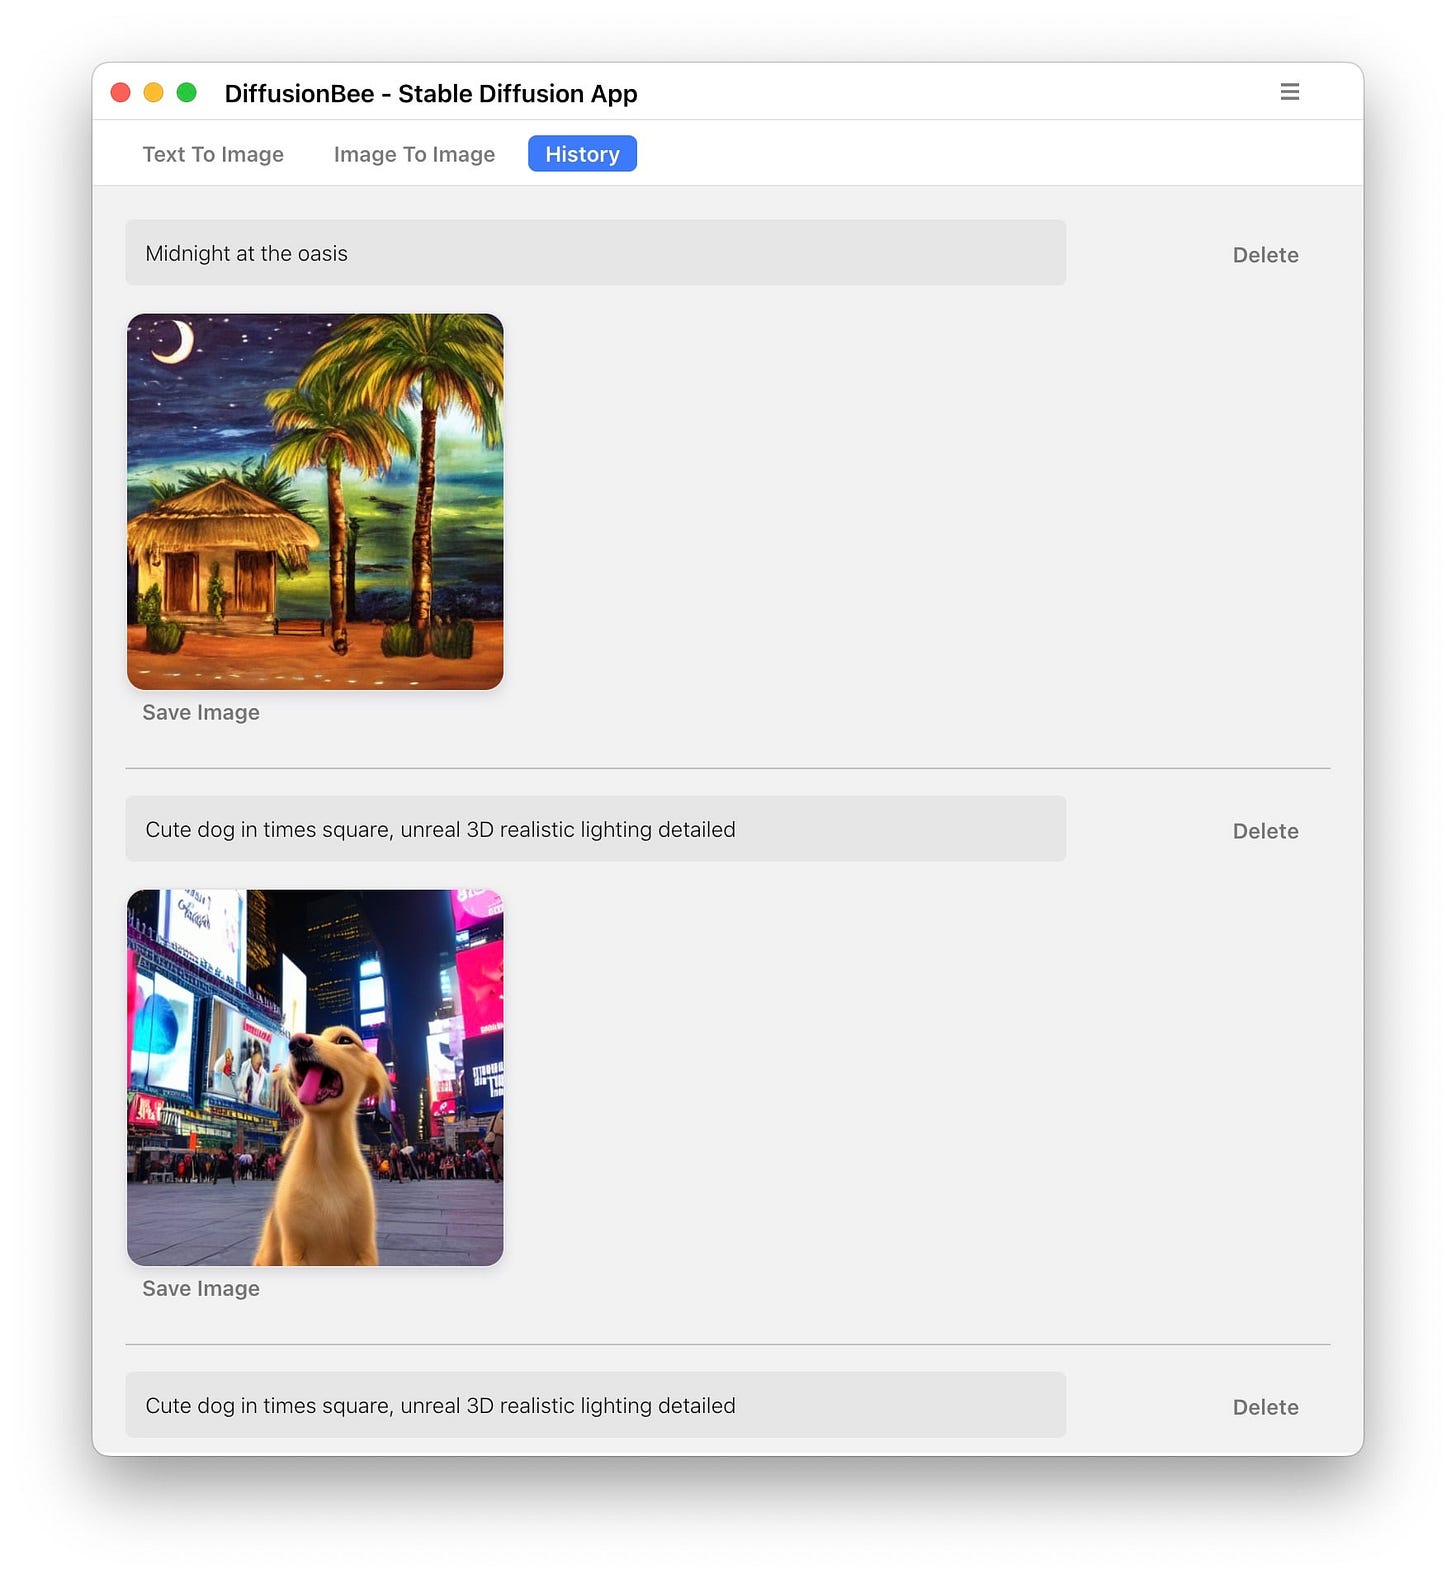 DiffusionBee - Stable Diffusion App
Text To Image
Image To Image
History
Midnight at the oasis
Delete
Save Image
Cute dog in times square, unreal 3D realistic lighting detailed
Delete
Save Image
Cute dog in times square, unreal 3D realistic lighting detailed
Delete